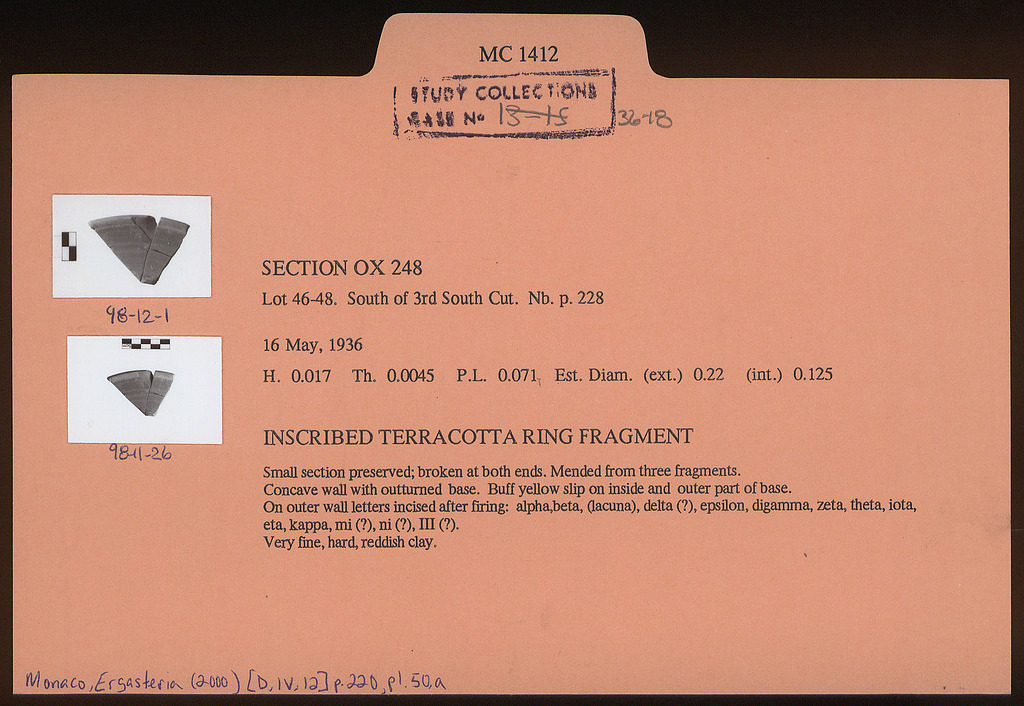 MC 1412
STUDY COLLECTIONS
CASE No 13-15 36-18
98-12-1
SECTION OX 248
Lot 46-48. South of 3rd South Cut. Nb. p. 228
16 May, 1936
H. 0.017 Th. 0.0045 P.L. 0.071, Est. Diam. (ext.) 0.22 (int.) 0.125
98-11-26
INSCRIBED TERRACOTTA RING FRAGMENT
Small section preserved; broken at both ends. Mended from three fragments.
Concave wall with outturned base. Buff yellow slip on inside and outer part of base.
On outer wall letters incised after firing: alpha,beta, (lacuna), delta (?), epsilon, digamma, zeta, theta, iota,
eta, kappa, mi (?), ni (?), III (?).
Very fine, hard, reddish clay.
Monaco, Ergasteria (2000) [D, IV, 12] p. 220, pl. 50, a